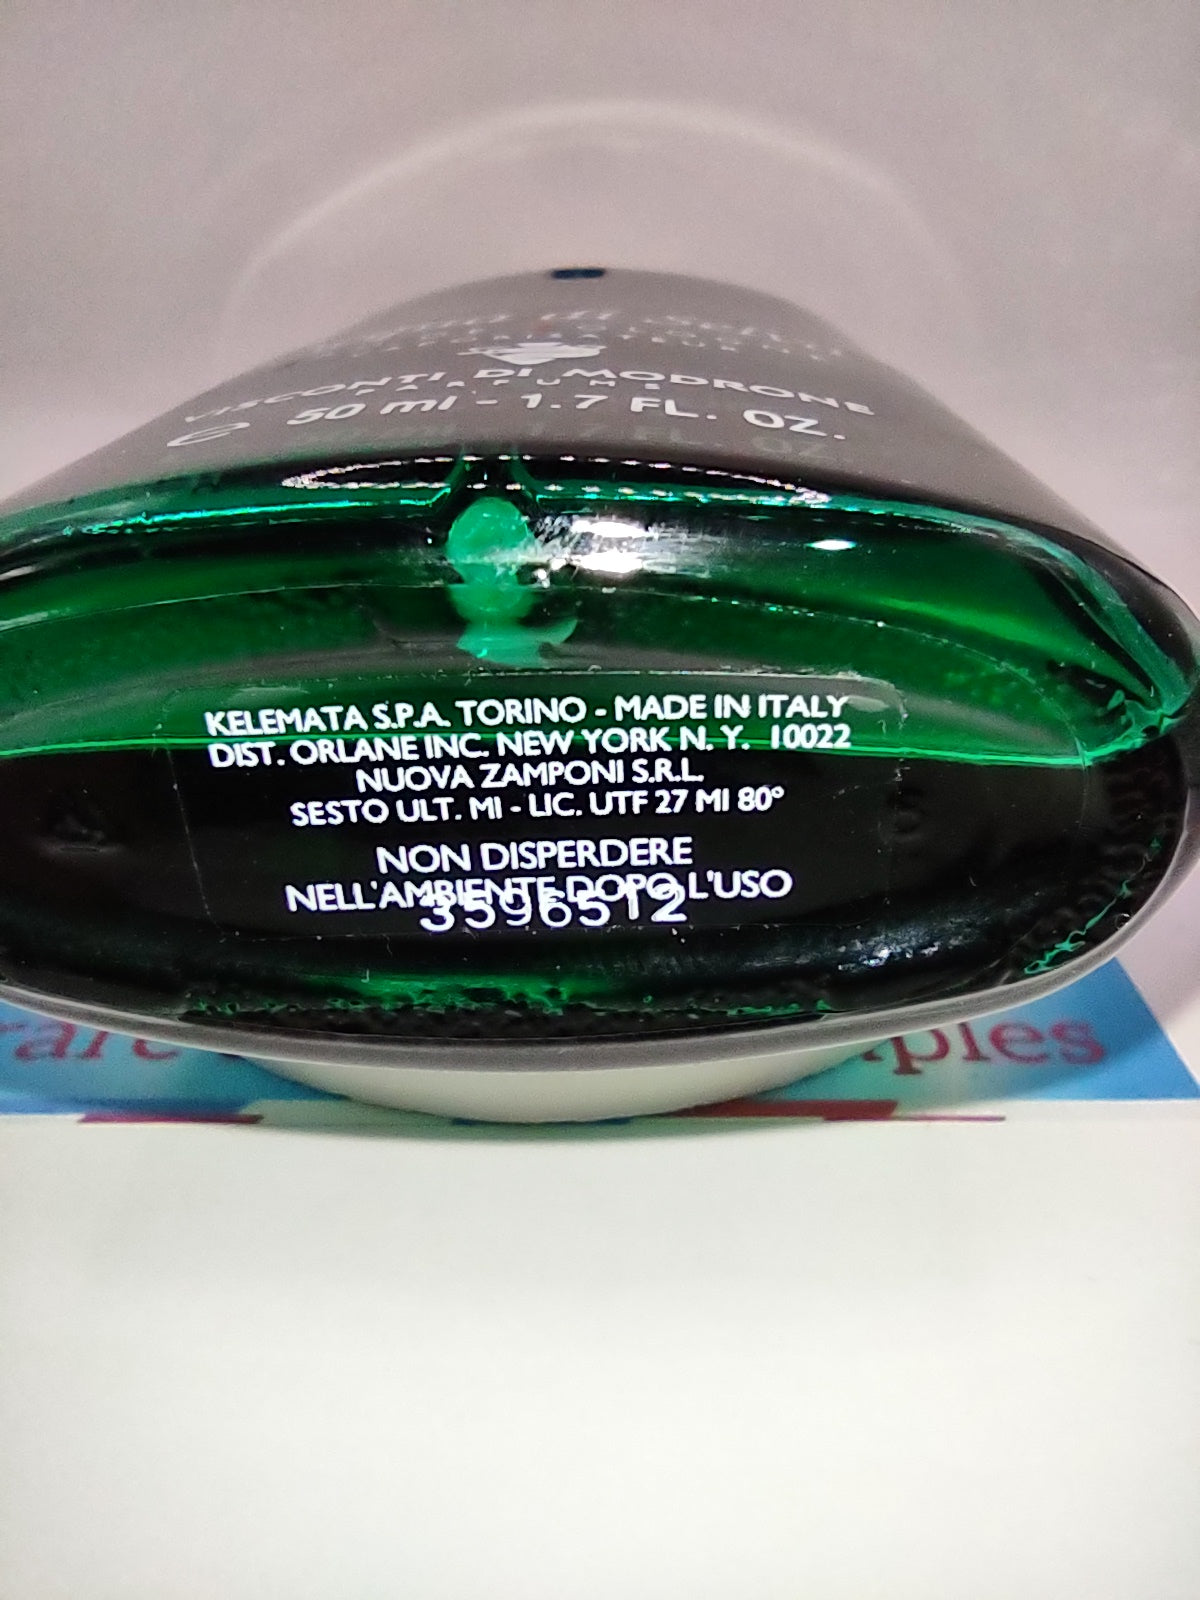 VISCONTI DI MODRONE
PARFUMS
e 50 ml - 1.7 FL. OZ.
KELEMATA S.P.A. TORINO - MADE IN ITALY
DIST. ORLANE INC. NEW YORK N. Y. 10022
NUOVA ZAMPONI S.R.L.
SESTO ULT. MI - LIC. UTF 27 MI 80°
NON DISPERDERE
NELL'AMBIENTE DOPO L'USO
3596512